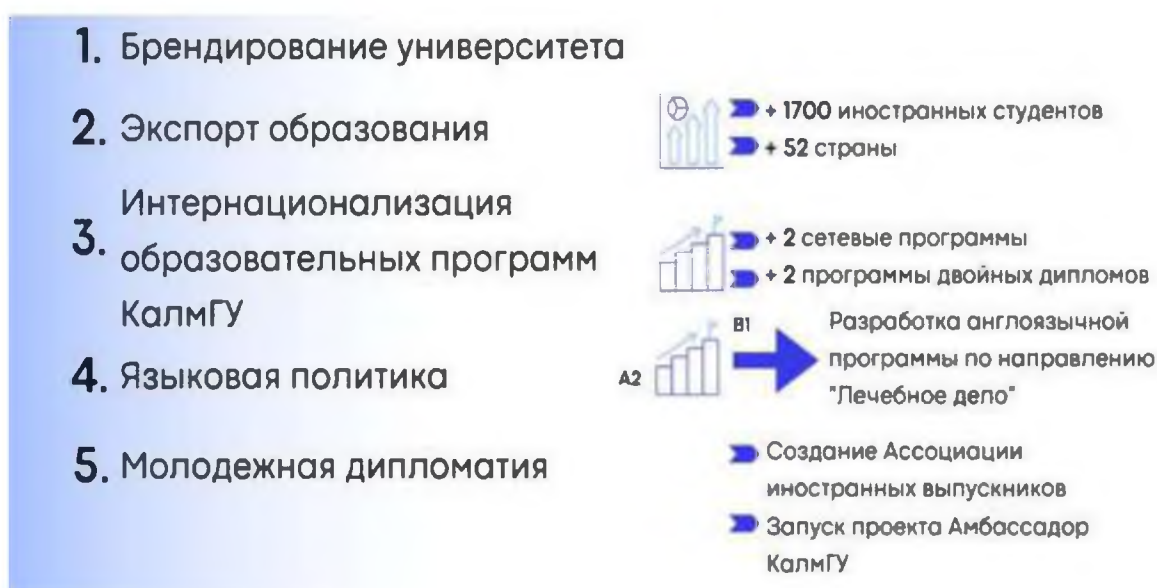 1. Брендирование университета
2. Экспорт образования
+ 1700 иностранных студентов
+ 52 страны
3. Интернационализация
образовательных программ
КалмГУ
+ 2 сетевые программы
+ 2 программы двойных дипломов
4. Языковая политика
A2
B1
Разработка англоязычной
программы по направлению
"Лечебное дело"
5. Молодежная дипломатия
Создание Ассоциации
иностранных выпускников
Запуск проекта Амбассадор
КалмГУ